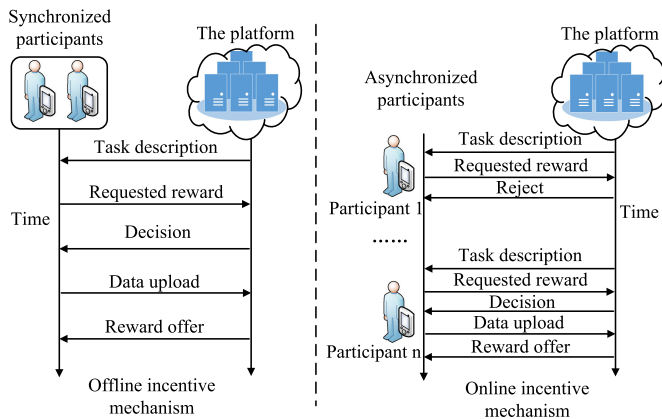 Synchronized
participants
The platform
Task description
Requested reward
Time
Decision
Data upload
Reward offer
Offline incentive
mechanism
The platform
Asynchronized
participants
Task description
Requested reward
Reject
Participant 1
Time
......
Task description
Requested reward
Decision
Data upload
Participant n
Reward offer
Online incentive
mechanism